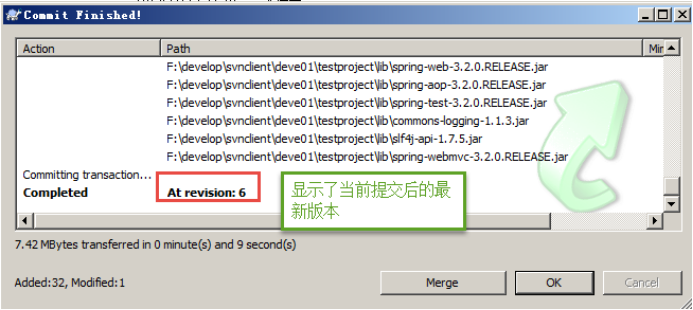 Commit Finished!
Action Path Mir
F:\develop\svnclient\deve01\testproject\lib\spring-web-3.2.0.RELEASE.jar
F:\develop\svnclient\deve01\testproject\lib\spring-aop-3.2.0.RELEASE.jar
F:\develop\svnclient\deve01\testproject\lib\spring-test-3.2.0.RELEASE.jar
F:\develop\svnclient\deve01\testproject\lib\commons-logging-1.1.3.jar
F:\develop\svnclient\deve01\testproject\lib\slf4j-api-1.7.5.jar
F:\develop\svnclient\deve01\testproject\lib\spring-webmvc-3.2.0.RELEASE.jar
Committing transaction...
Completed At revision: 6
显示了当前提交后的最
新版本
7.42 MBytes transferred in 0 minute(s) and 9 second(s)
Added:32, Modified:1
Merge OK Cancel